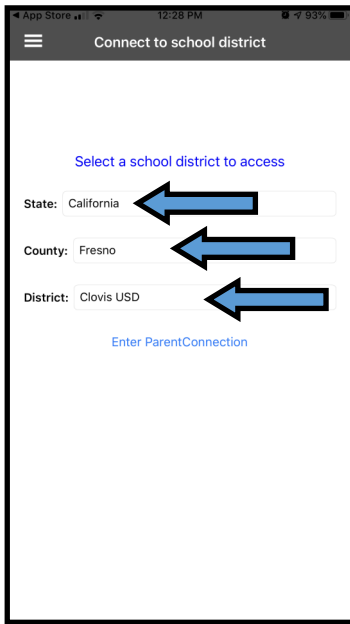 App Store 12:28 PM 93%
Connect to school district
Select a school district to access
State: California
County: Fresno
District: Clovis USD
Enter ParentConnection